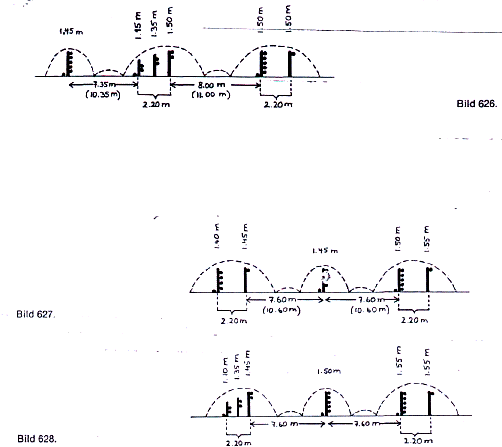 1.45 m
1.15 m
1.35 m
1.50 m
1.50 m
1.50 m
7.35 m
(10.35 m)
2.20 m
8.00 m
(11.00 m)
2.20 m
Bild 626.
1.40 m
1.45 m
1.45 m
1.50 m
1.55 m
7.60 m
(10.60 m)
7.60 m
(10.60 m)
2.20 m
2.20 m
Bild 627.
1.10 m
1.35 m
1.45 m
1.50 m
1.55 m
1.55 m
7.60 m
7.60 m
2.20 m
2.20 m
Bild 628.